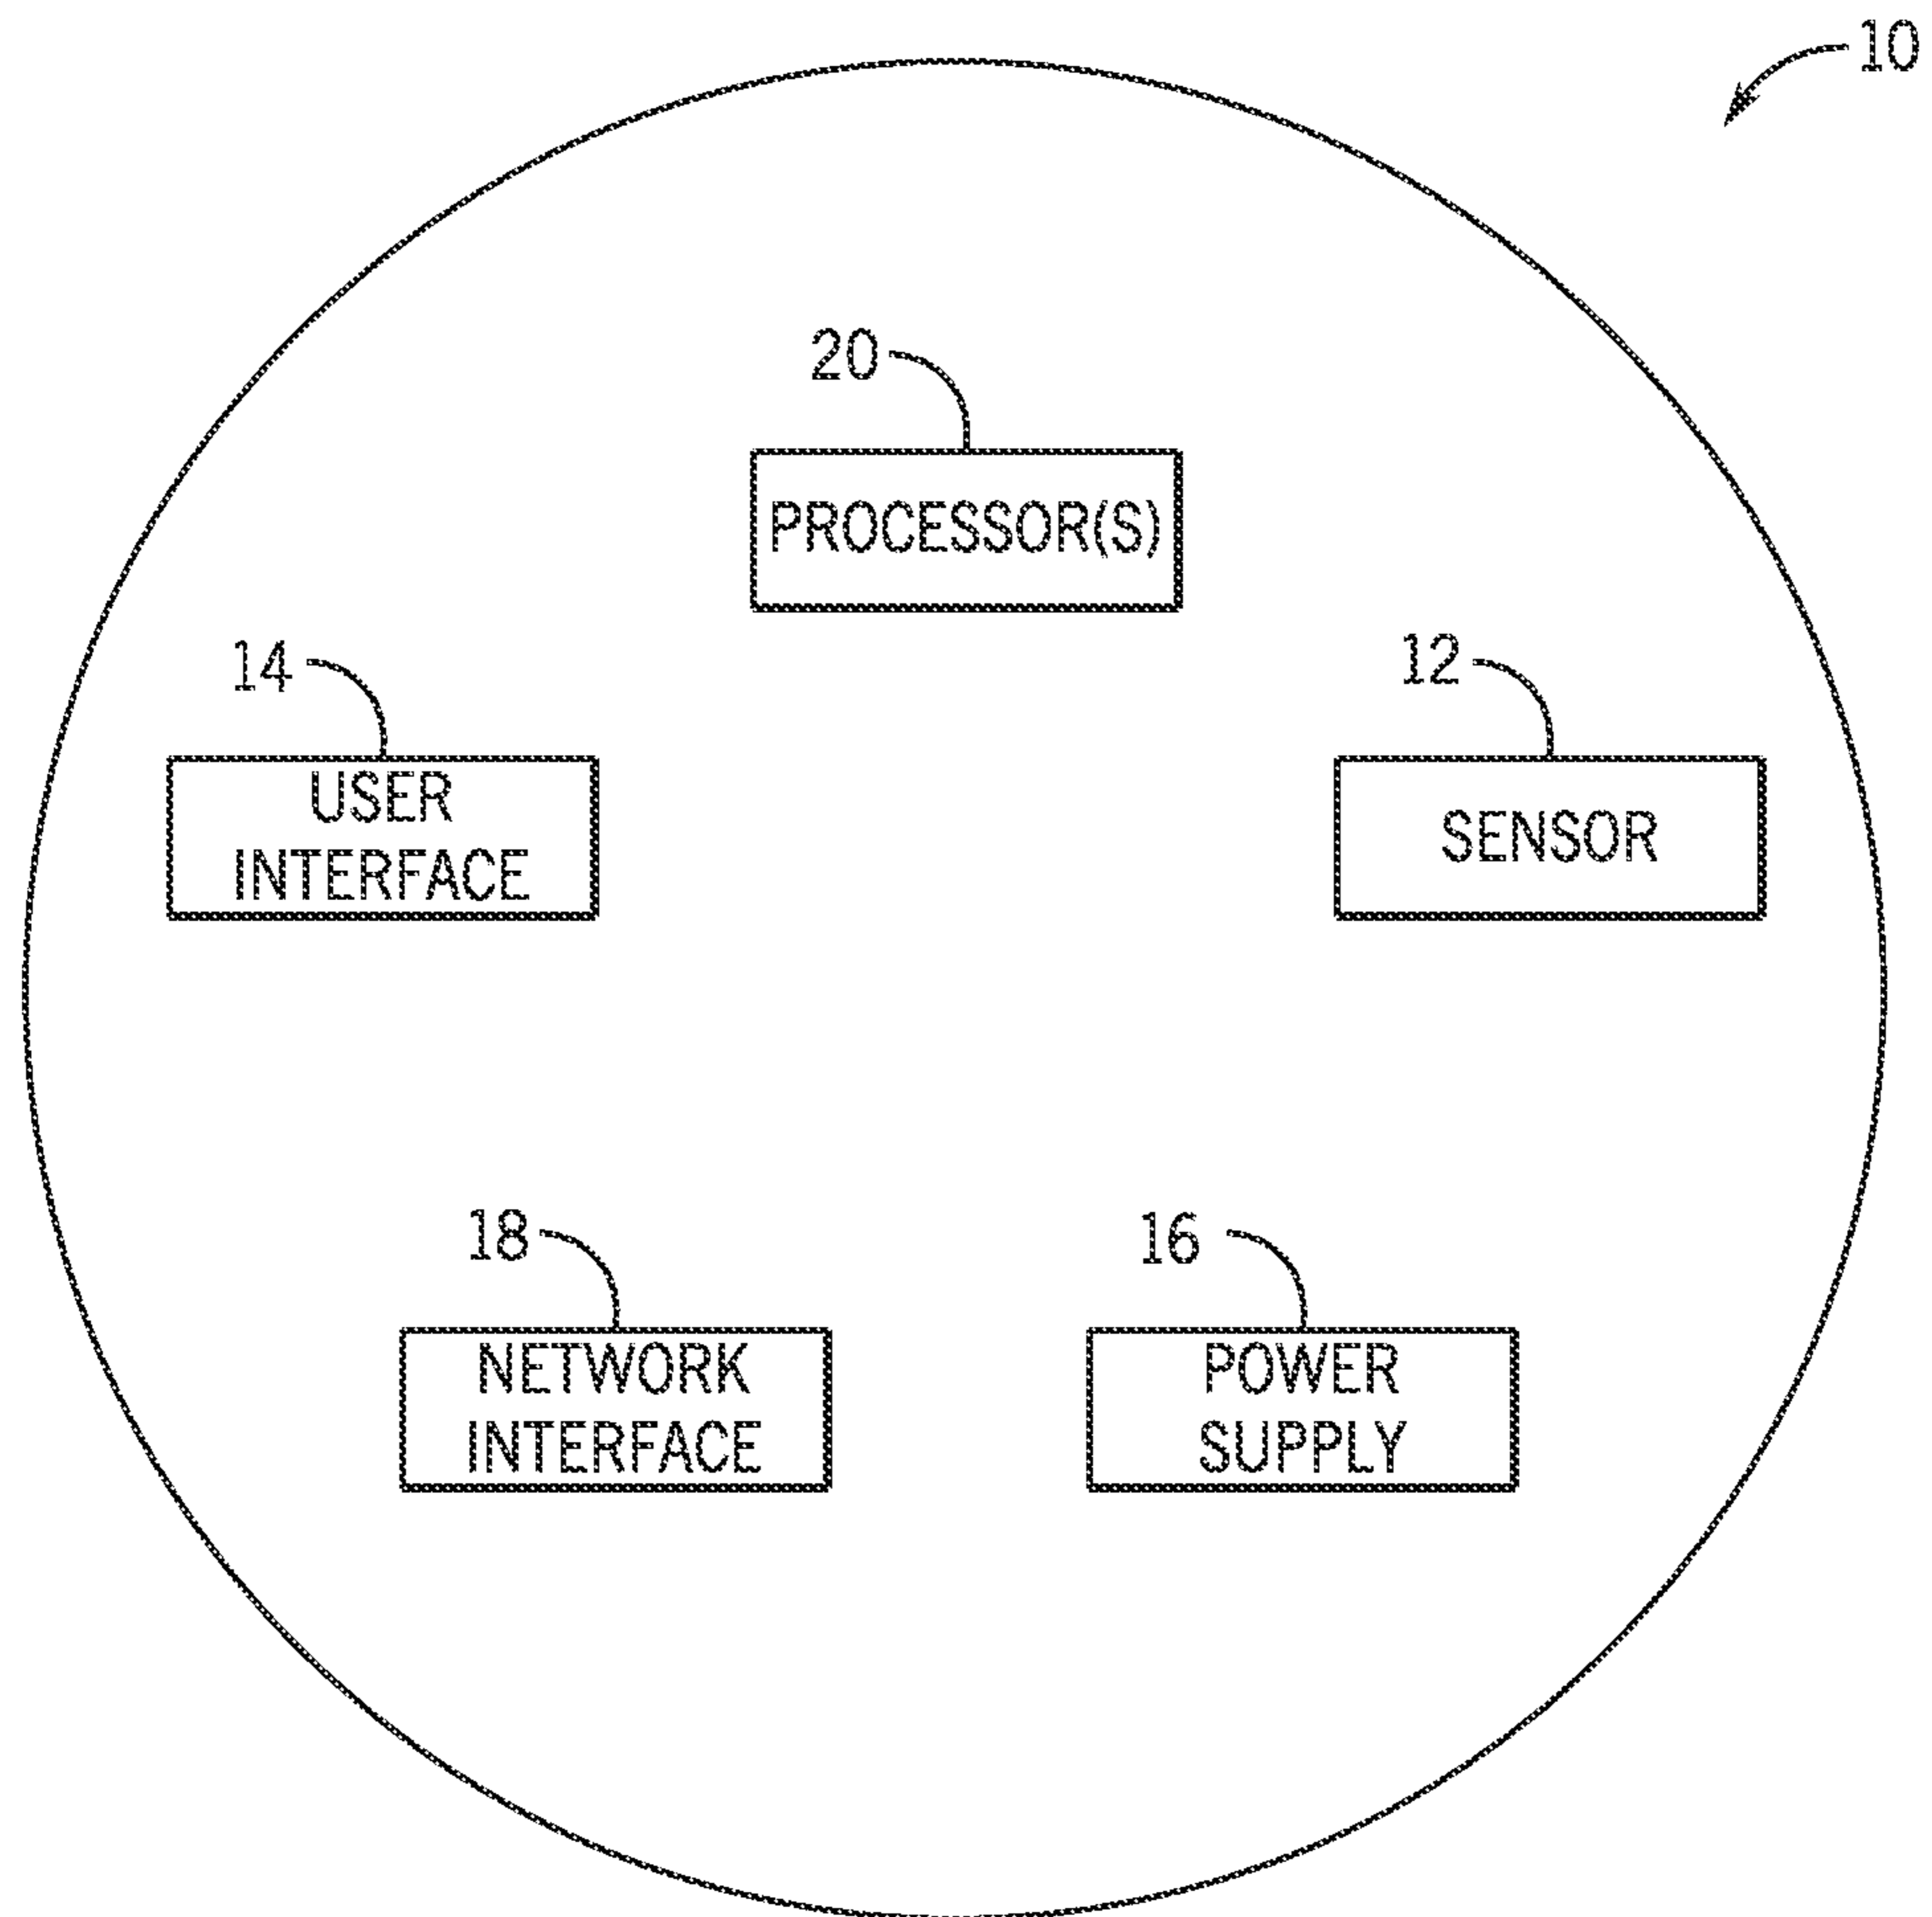 10
20
PROCESSOR(S)
14
USER
INTERFACE
12
SENSOR
18
NETWORK
INTERFACE
16
POWER
SUPPLY